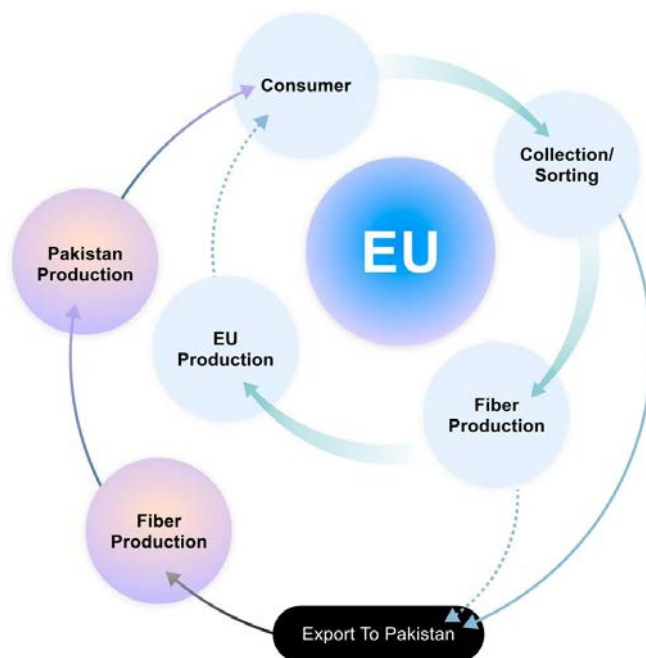 Consumer
Collection/
Sorting
EU
Pakistan
Production
EU
Production
Fiber
Production
Fiber
Production
Export To Pakistan